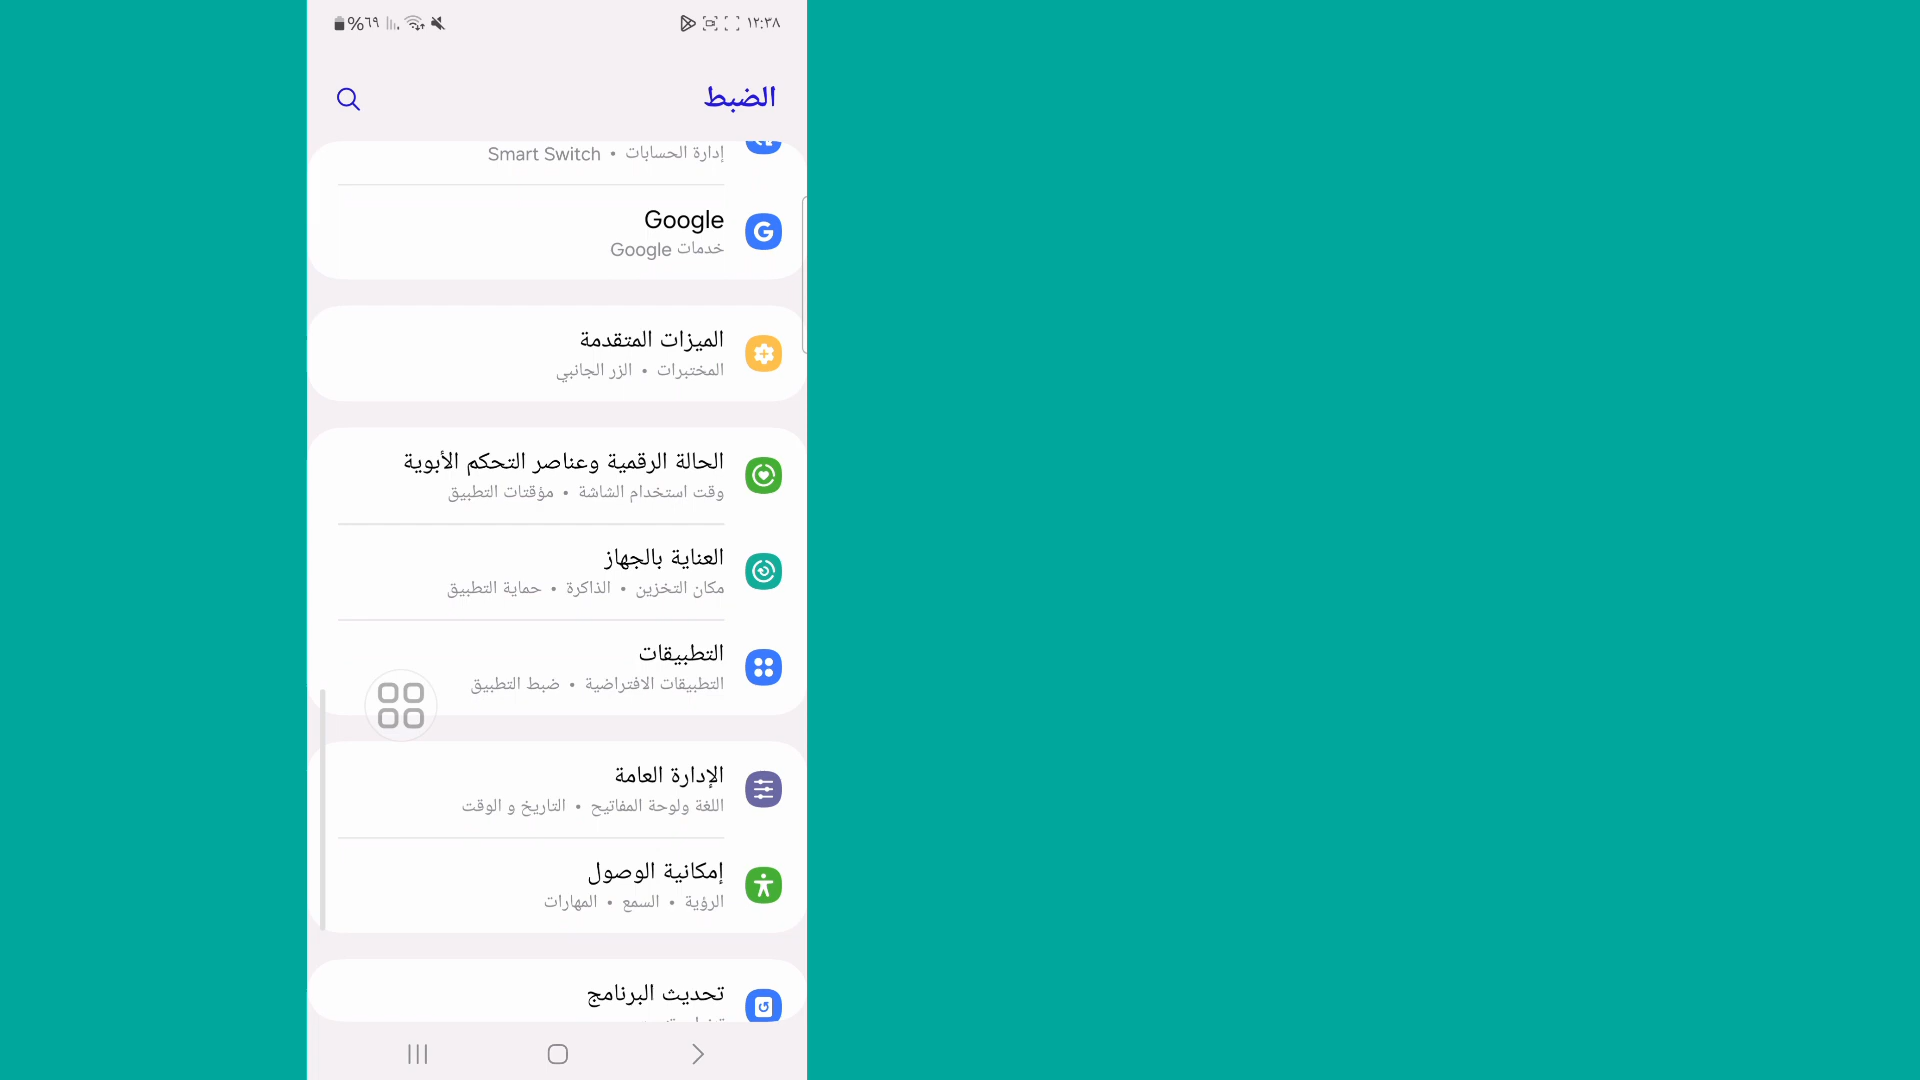 ١٢:٣٨
%٦٩
الضبط
إدارة الحسابات • Smart Switch
Google
خدمات Google
الميزات المتقدمة
المختبرات • الزر الجانبي
الحالة الرقمية وعناصر التحكم الأبوية
وقت استخدام الشاشة • مؤقتات التطبيق
العناية بالجهاز
مكان التخزين • الذاكرة • حماية التطبيق
التطبيقات
التطبيقات الافتراضية • ضبط التطبيق
الإدارة العامة
اللغة ولوحة المفاتيح • التاريخ و الوقت
إمكانية الوصول
الرؤية • السمع • المهارات
تحديث البرنامج